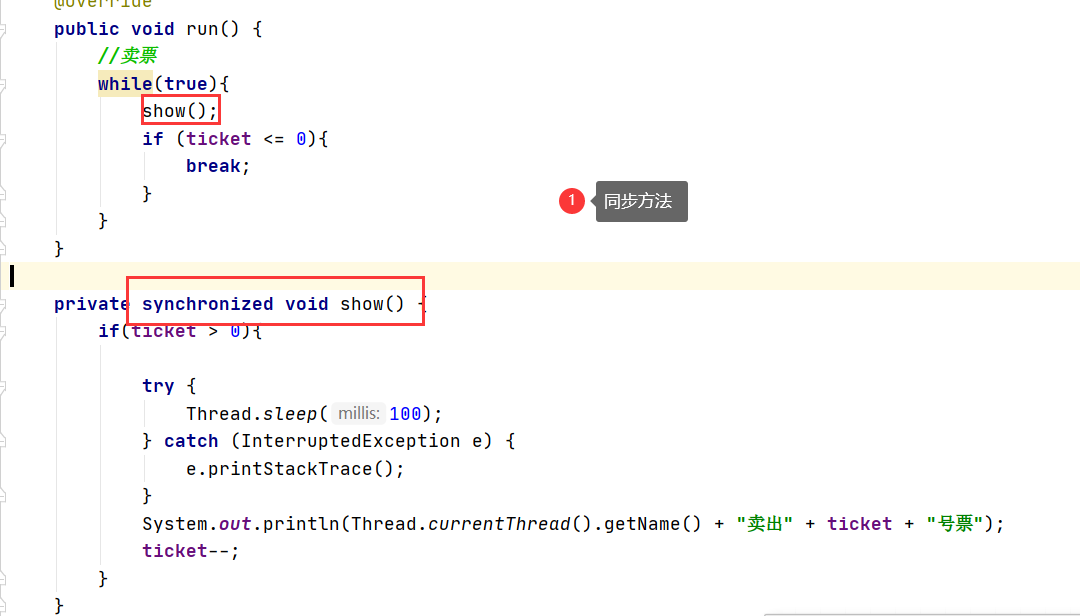 @Override
public void run() {
//卖票
while(true){
show();
if (ticket <= 0){
break;
}
1 同步方法
}
}
private synchronized void show() {
if(ticket > 0){
try {
Thread.sleep( millis: 100);
} catch (InterruptedException e) {
e.printStackTrace();
}
System.out.println(Thread.currentThread().getName() + "卖出" + ticket + "号票");
ticket--;
}
}